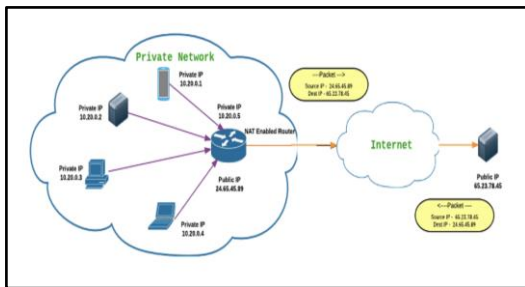 Private Network
Private IP
10.20.0.1
Private IP
10.20.0.2
Private IP
10.20.0.5
NAT Enabled Router
Private IP
10.20.0.3
Public IP
24.65.45.89
Private IP
10.20.0.4
---Packet --->
Source IP - 24.65.45.89
Dest IP - 65.23.78.45
Internet
Public IP
65.23.78.45
<---Packet ----
Source IP - 65.23.78.45
Dest IP - 24.65.45.89